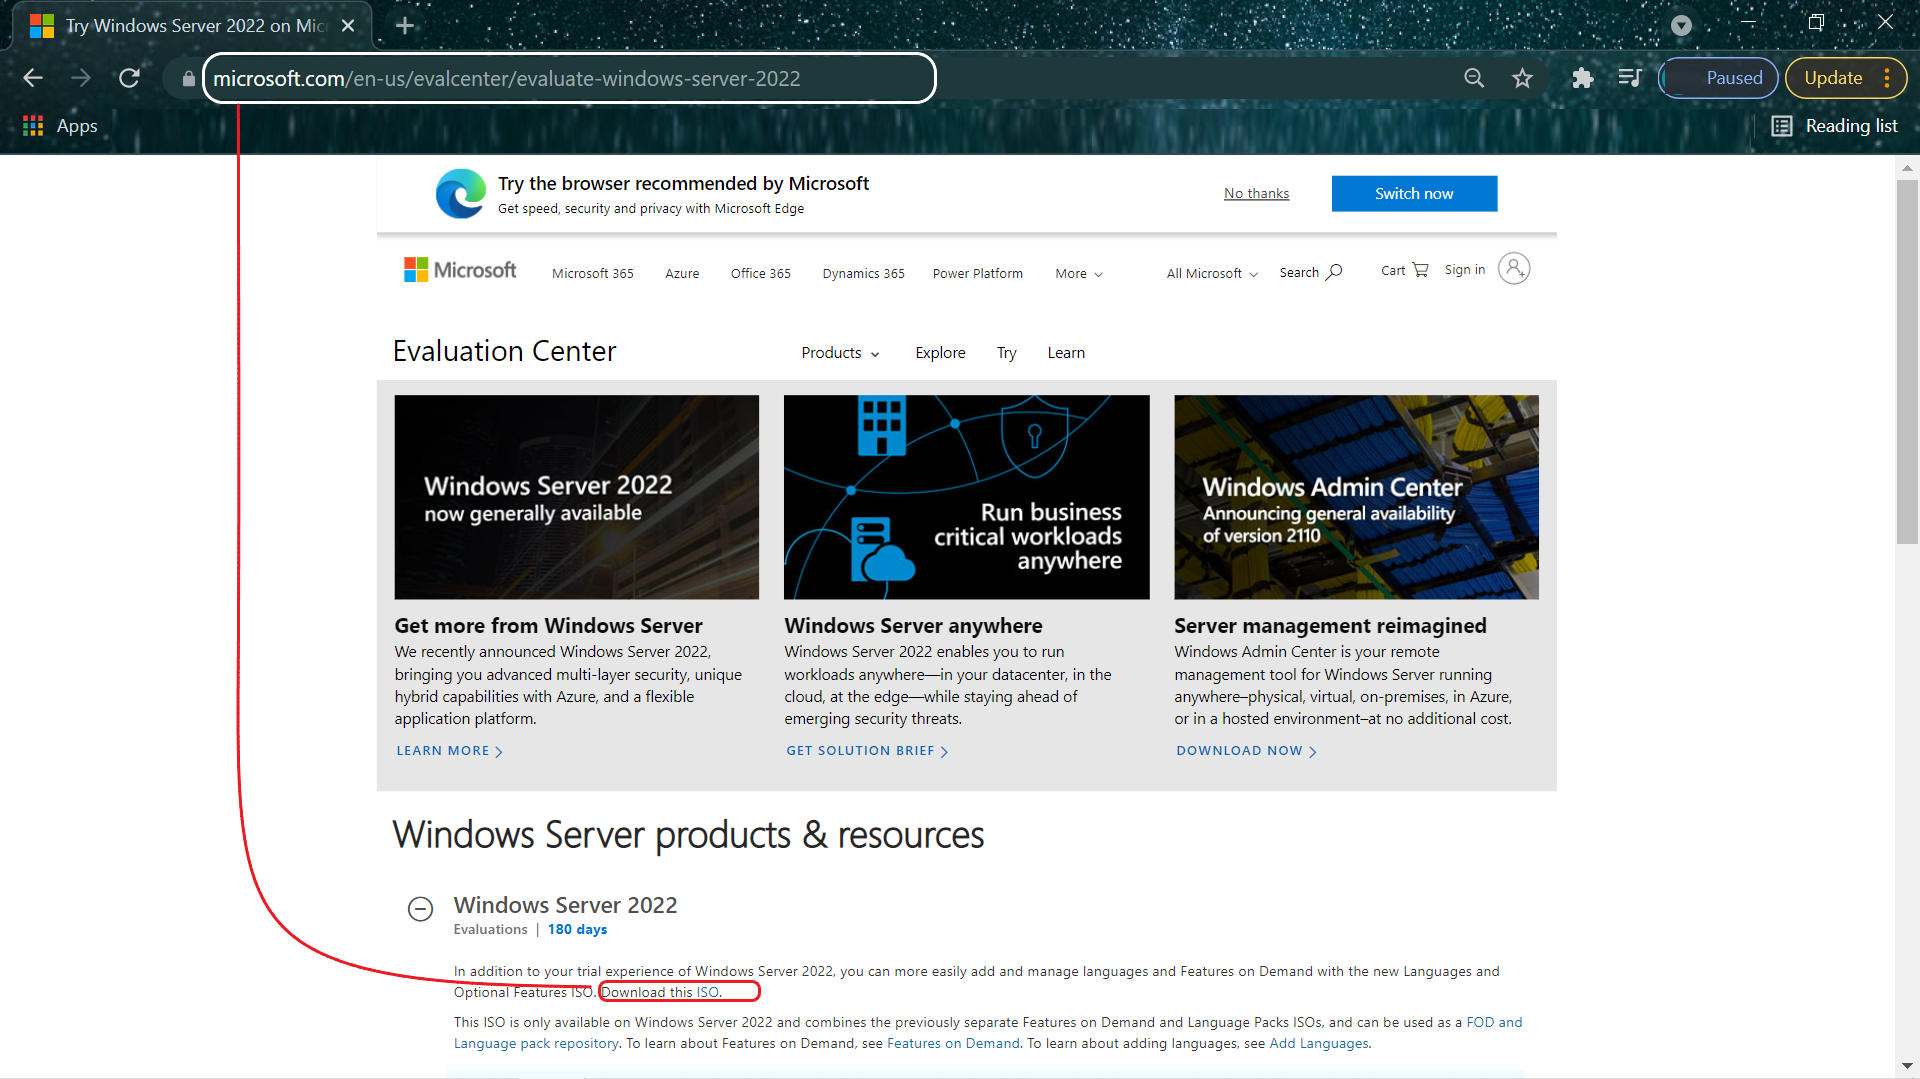 Try Windows Server 2022 on Mic
microsoft.com/en-us/evalcenter/evaluate-windows-server-2022
Paused
Update
Apps
Reading list
Try the browser recommended by Microsoft
Get speed, security and privacy with Microsoft Edge
No thanks
Switch now
Microsoft
Microsoft 365
Azure
Office 365
Dynamics 365
Power Platform
More
All Microsoft
Search
Cart
Sign in
Evaluation Center
Products
Explore
Try
Learn
Windows Server 2022
now generally available
Get more from Windows Server
We recently announced Windows Server 2022,
bringing you advanced multi-layer security, unique
hybrid capabilities with Azure, and a flexible
application platform.
LEARN MORE
Run business
critical workloads
anywhere
Windows Server anywhere
Windows Server 2022 enables you to run
workloads anywhere—in your datacenter, in the
cloud, at the edge—while staying ahead of
emerging security threats.
GET SOLUTION BRIEF
Windows Admin Center
Announcing general availability
of version 2110
Server management reimagined
Windows Admin Center is your remote
management tool for Windows Server running
anywhere–physical, virtual, on-premises, in Azure,
or in a hosted environment–at no additional cost.
DOWNLOAD NOW
Windows Server products & resources
Windows Server 2022
Evaluations | 180 days
In addition to your trial experience of Windows Server 2022, you can more easily add and manage languages and Features on Demand with the new Languages and
Optional Features ISO. Download this ISO.
This ISO is only available on Windows Server 2022 and combines the previously separate Features on Demand and Language Packs ISOs, and can be used as a FOD and
Language pack repository. To learn about Features on Demand, see Features on Demand. To learn about adding languages, see Add Languages.